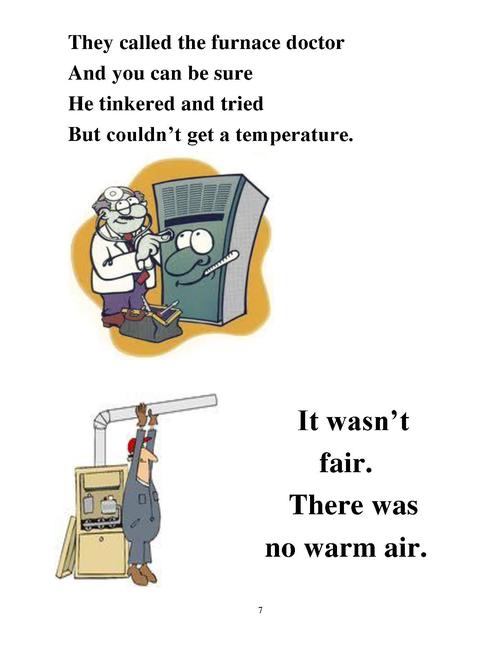 They called the furnace doctor
And you can be sure
He tinkered and tried
But couldn't get a temperature.
It wasn't
fair.
There was
no warm air.
7